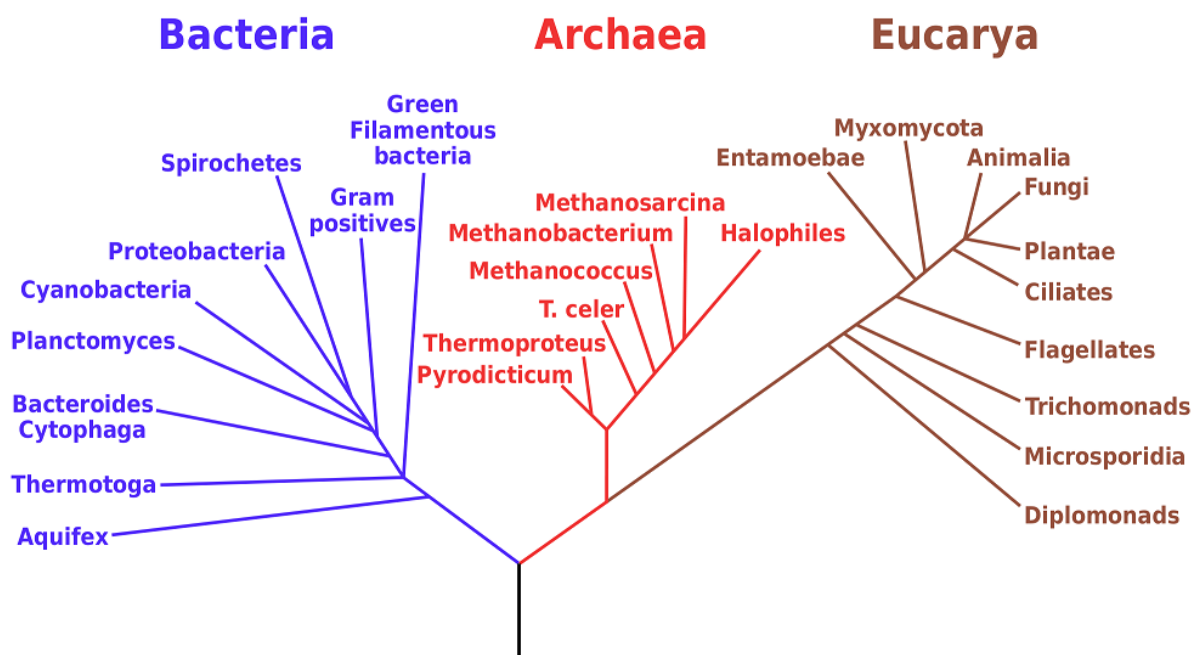 Bacteria
Archaea
Eucarya
Green
Filamentous
bacteria
Spirochetes
Gram
positives
Proteobacteria
Cyanobacteria
Planctomyces
Bacteroides
Cytophaga
Thermotoga
Aquifex
Methanosarcina
Methanobacterium
Halophiles
Methanococcus
T. celer
Thermoproteus
Pyrodicticum
Myxomycota
Entamoebae
Animalia
Fungi
Plantae
Ciliates
Flagellates
Trichomonads
Microsporidia
Diplomonads